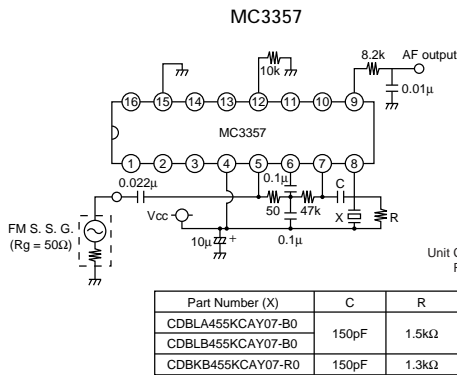 MC3357
8.2k
AF output
10k
0.01µ
16 15 14 13 12 11 10 9
MC3357
1 2 3 4 5 6 7 8
0.022µ
0.1µ
C
FM S. S. G.
(Rg = 50Ω)
Vcc
50
47k
X
R
10µ
+
0.1µ
Unit
Part Number (X) C R
CDBLA455KCAY07-B0 150pF 1.5kΩ
CDBLB455KCAY07-B0
CDBKB455KCAY07-R0 150pF 1.3kΩ